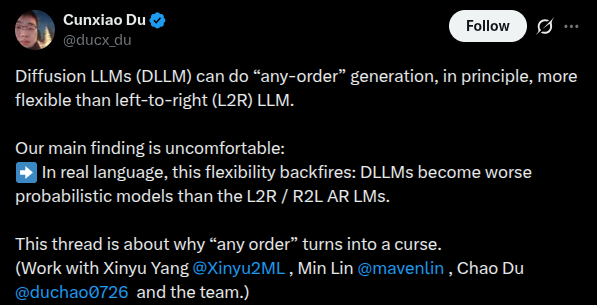 Cunxiao Du
@ducx_du
Follow
Diffusion LLMs (DLLM) can do “any-order” generation, in principle, more
flexible than left-to-right (L2R) LLM.
Our main finding is uncomfortable:
➡️ In real language, this flexibility backfires: DLLMs become worse
probabilistic models than the L2R / R2L AR LMs.
This thread is about why “any order” turns into a curse.
(Work with Xinyu Yang @Xinyu2ML , Min Lin @mavenlin , Chao Du
@duchao0726 and the team.)